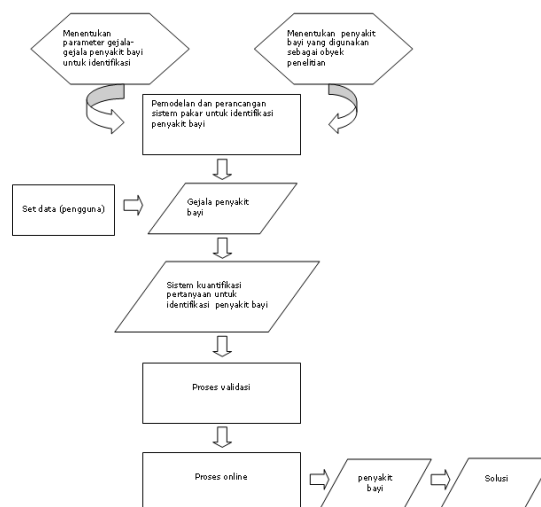 Menentukan
parameter gejala-
gejala penyakit bayi
untuk identifikasi
Menentukan penyakit
bayi yang digunakan
sebagai obyek
penelitian
Pemodelan dan perancangan
sistem pakar untuk identifikasi
penyakit bayi
Set data (pengguna)
Gejala penyakit
bayi
Sistem kuantifikasi
pertanyaan untuk
identifikasi penyakit bayi
Proses validasi
Proses online
penyakit
bayi
Solusi